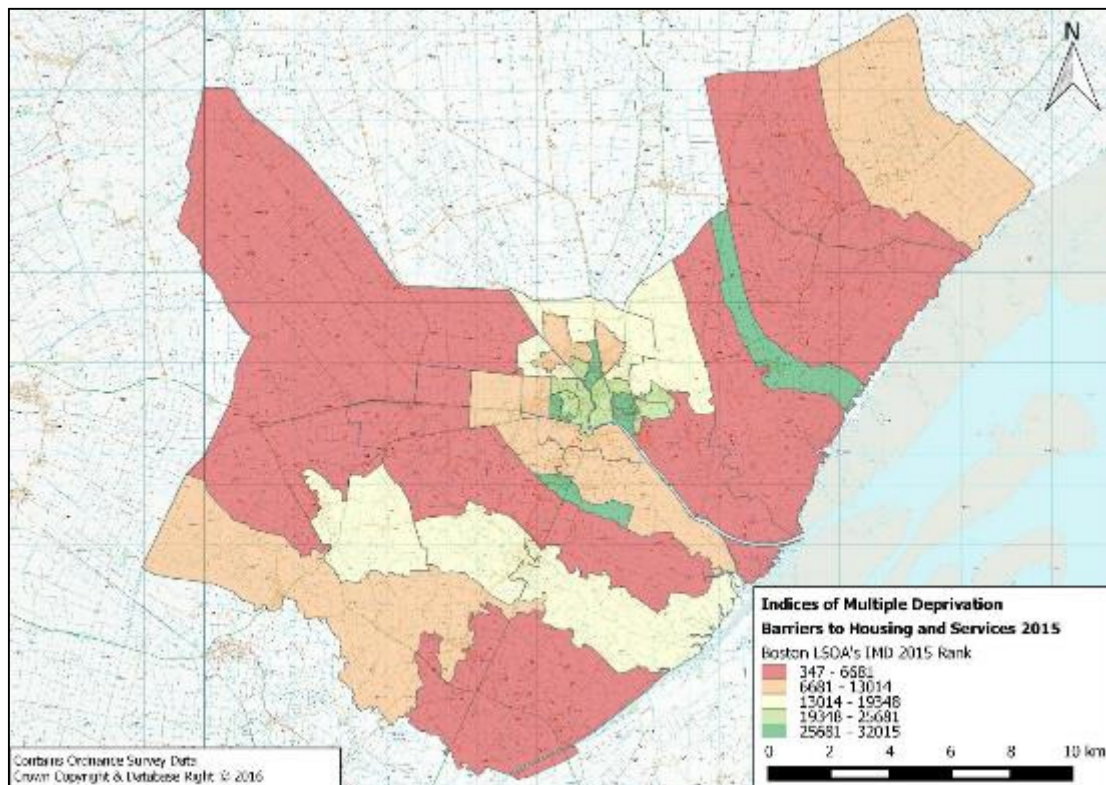 N
Indices of Multiple Deprivation
Barriers to Housing and Services 2015
Boston LSOA's IMD 2015 Rank
347 - 6681
6681 - 13014
13014 - 19348
19348 - 25681
25681 - 32015
0 2 4 6 8 10 km
Contains Ordnance Survey Data
Crown Copyright & Database Right © 2016